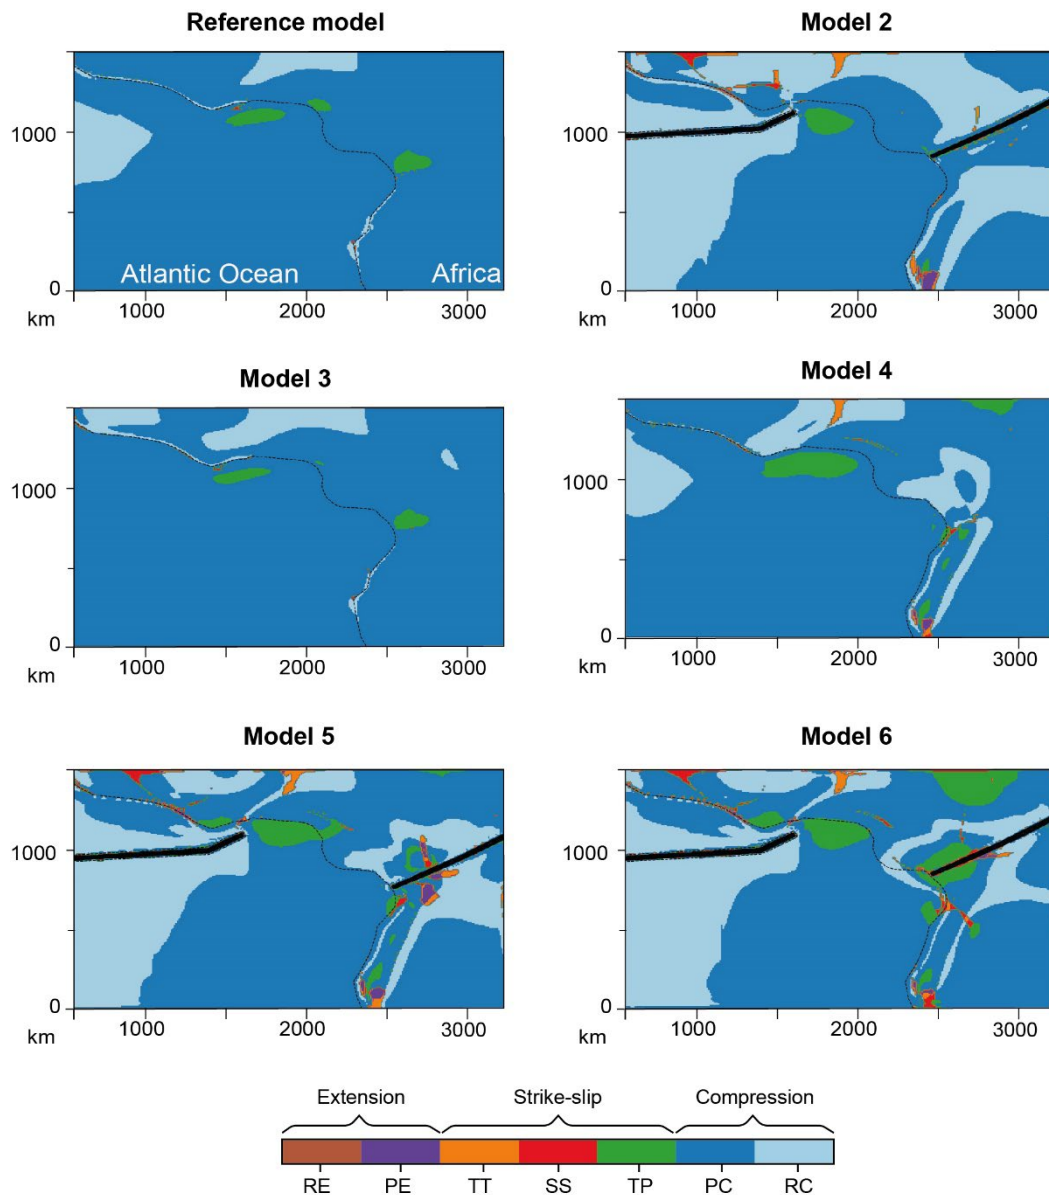 Reference model
Model 2
1000
0
km
Atlantic Ocean
Africa
1000
2000
3000
1000
0
km
1000
2000
3000
Model 3
Model 4
1000
0
km
1000
2000
3000
1000
0
km
1000
2000
3000
Model 5
Model 6
1000
0
km
1000
2000
3000
1000
0
km
1000
2000
3000
Extension
Strike-slip
Compression
RE PE TT SS TP PC RC